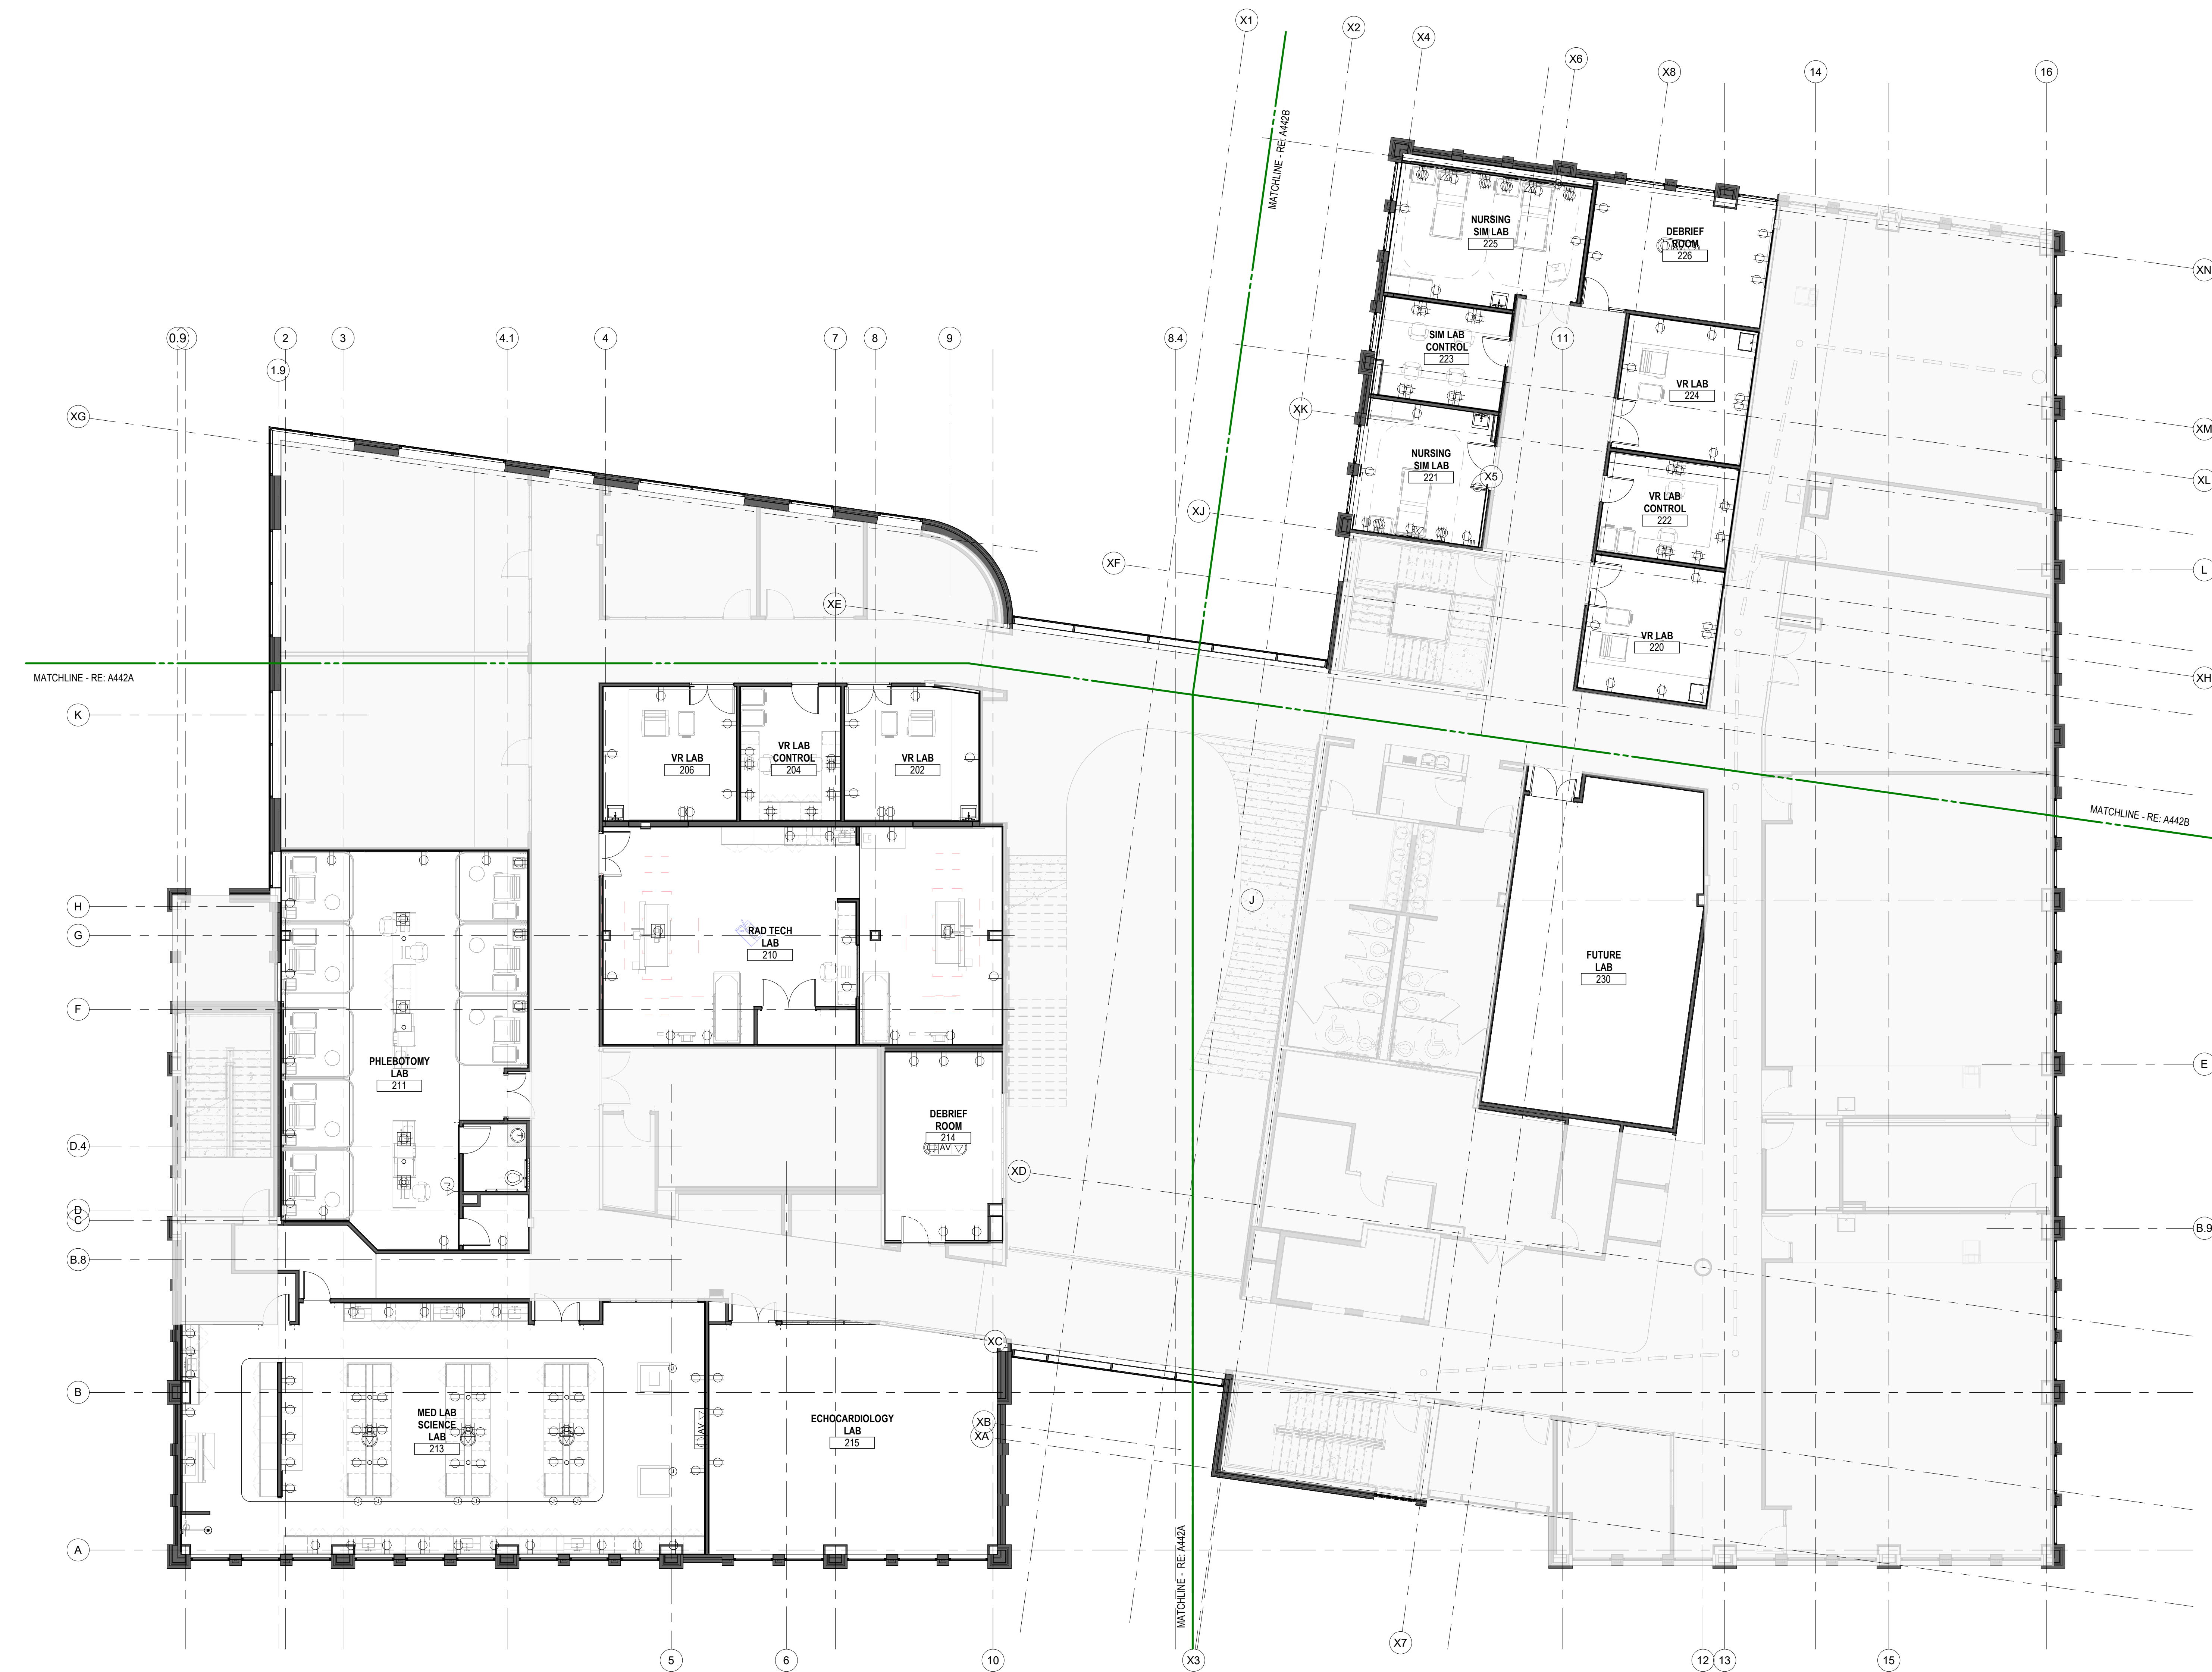 X1
X2
X4
X6
X8
14
16
MATCHLINE - RE: A442B
NURSING
SIM LAB
225
DEBRIEF
ROOM
226
XN
0.9
2
3
4.1
4
7
8
9
8.4
11
1.9
SIM LAB
CONTROL
223
VR LAB
224
XG
XK
XM
NURSING
SIM LAB
221
X5
XL
VR LAB
CONTROL
222
XJ
XF
L
XE
VR LAB
220
MATCHLINE - RE: A442A
XH
K
VR LAB
206
VR LAB
CONTROL
204
VR LAB
202
MATCHLINE - RE: A442B
H
J
G
RAD TECH
LAB
210
FUTURE
LAB
230
F
PHLEBOTOMY
LAB
211
E
DEBRIEF
ROOM
214
AV
D.4
J
XD
D
C
B.9
B.8
XC
B
MED LAB
SCIENCE
LAB
213
AV
ECHOCARDIOLOGY
LAB
215
XB
XA
J
J
J
J
J
J
A
MATCHLINE - RE: A442A
X7
5
6
10
X3
12
13
15